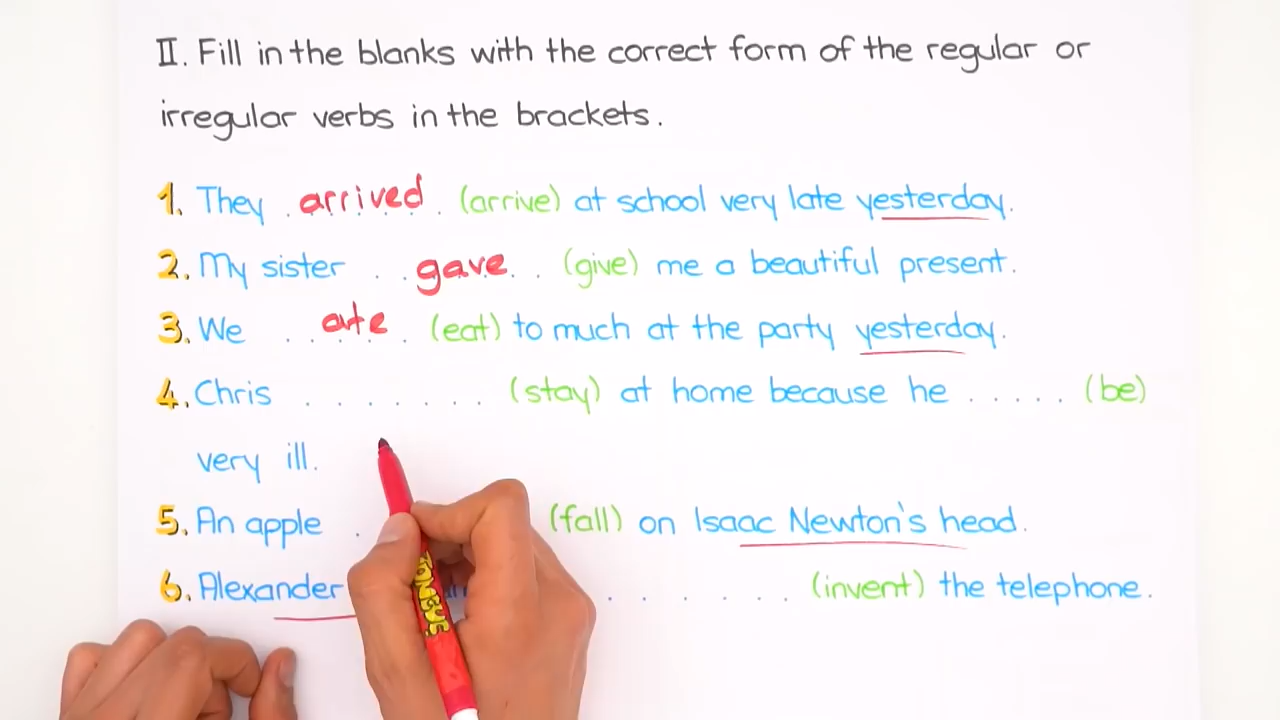 II. Fill in the blanks with the correct form of the regular or
irregular verbs in the brackets.
1. They . arrived . (arrive) at school very late yesterday.
2. My sister . . gave . . (give) me a beautiful present.
3. We . . ate . (eat) to much at the party yesterday.
4. Chris . . . . . . . (stay) at home because he . . . . . (be)
very ill.
5. An apple . (fall) on Isaac Newton's head.
6. Alexander . . . . . . . (invent) the telephone.